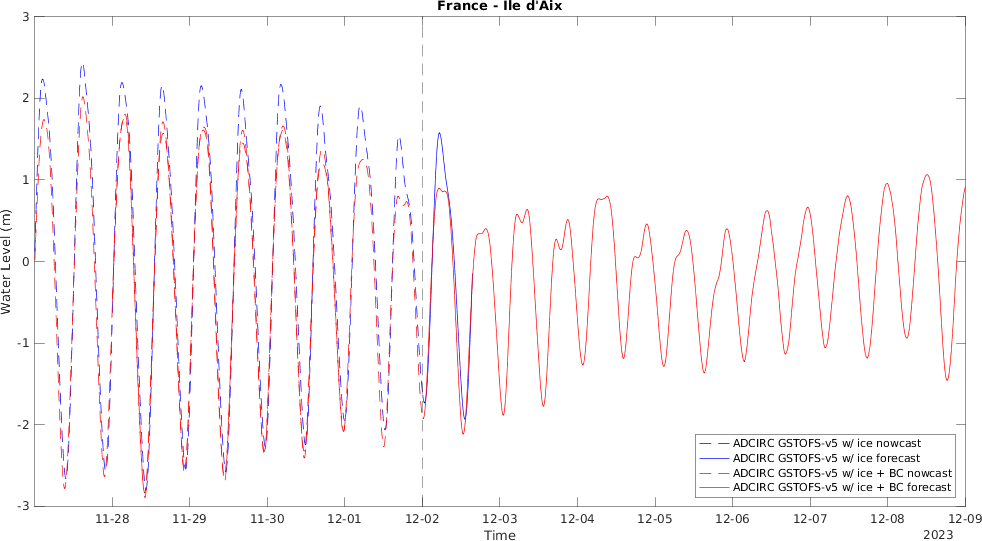 France - Ile d'Aix
3
2
1
0
-1
-2
-3
Water Level (m)
ADCIRC GSTOFS-v5 w/ ice nowcast
ADCIRC GSTOFS-v5 w/ ice forecast
ADCIRC GSTOFS-v5 w/ ice + BC nowcast
ADCIRC GSTOFS-v5 w/ ice + BC forecast
11-28 11-29 11-30 12-01 12-02 12-03 12-04 12-05 12-06 12-07 12-08 12-09
Time
2023